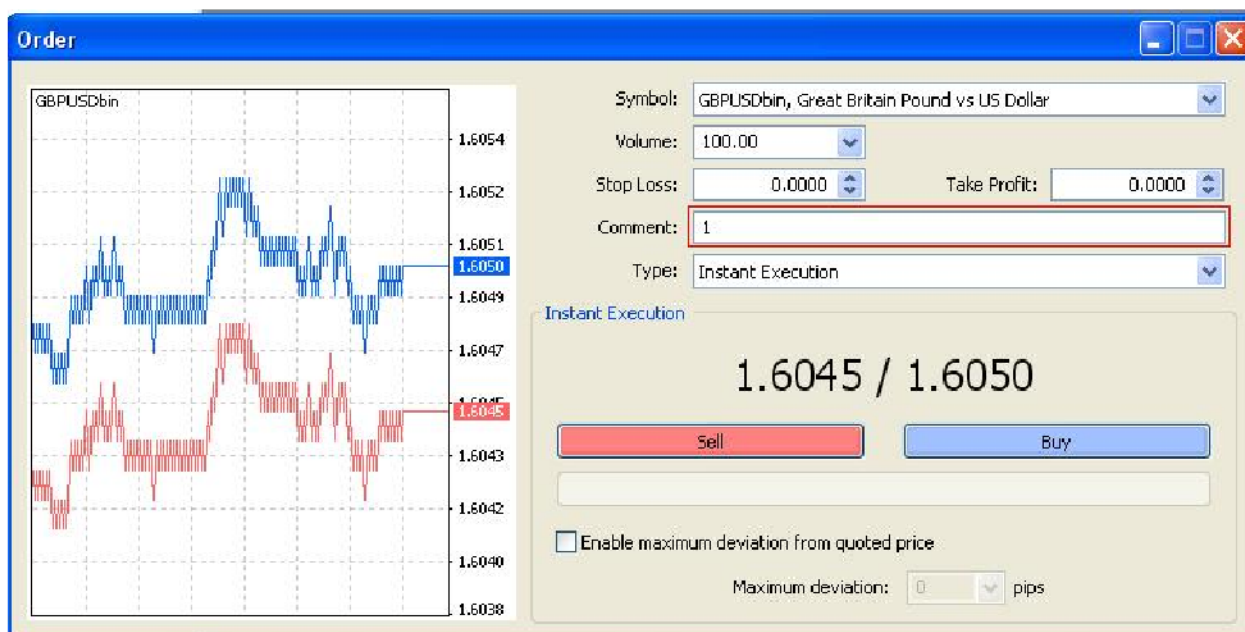 Order
GBPUSDbin
1.6054
1.6052
1.6051
1.6050
1.6049
1.6047
1.6045
1.6045
1.6043
1.6042
1.6040
1.6038
Symbol: GBPUSDbin, Great Britain Pound vs US Dollar
Volume: 100.00
Stop Loss: 0.0000 Take Profit: 0.0000
Comment: 1
Type: Instant Execution
Instant Execution
1.6045 / 1.6050
Sell Buy
Enable maximum deviation from quoted price
Maximum deviation: 0 pips